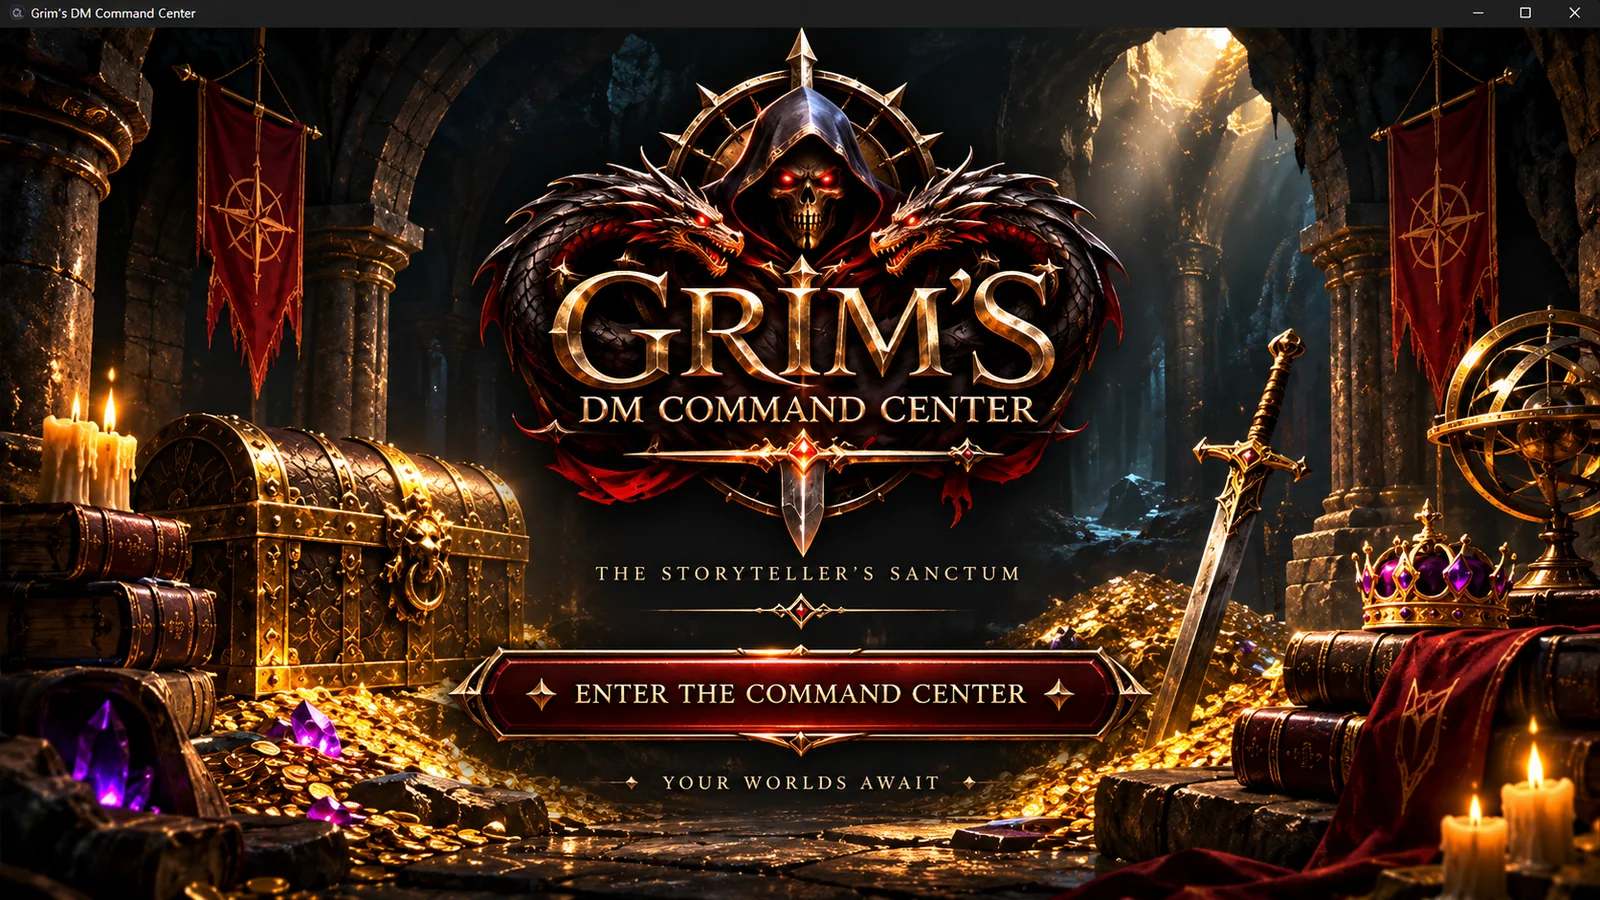 Grim's DM Command Center
GRIM'S
DM COMMAND CENTER
THE STORYTELLER'S SANCTUM
ENTER THE COMMAND CENTER
YOUR WORLDS AWAIT